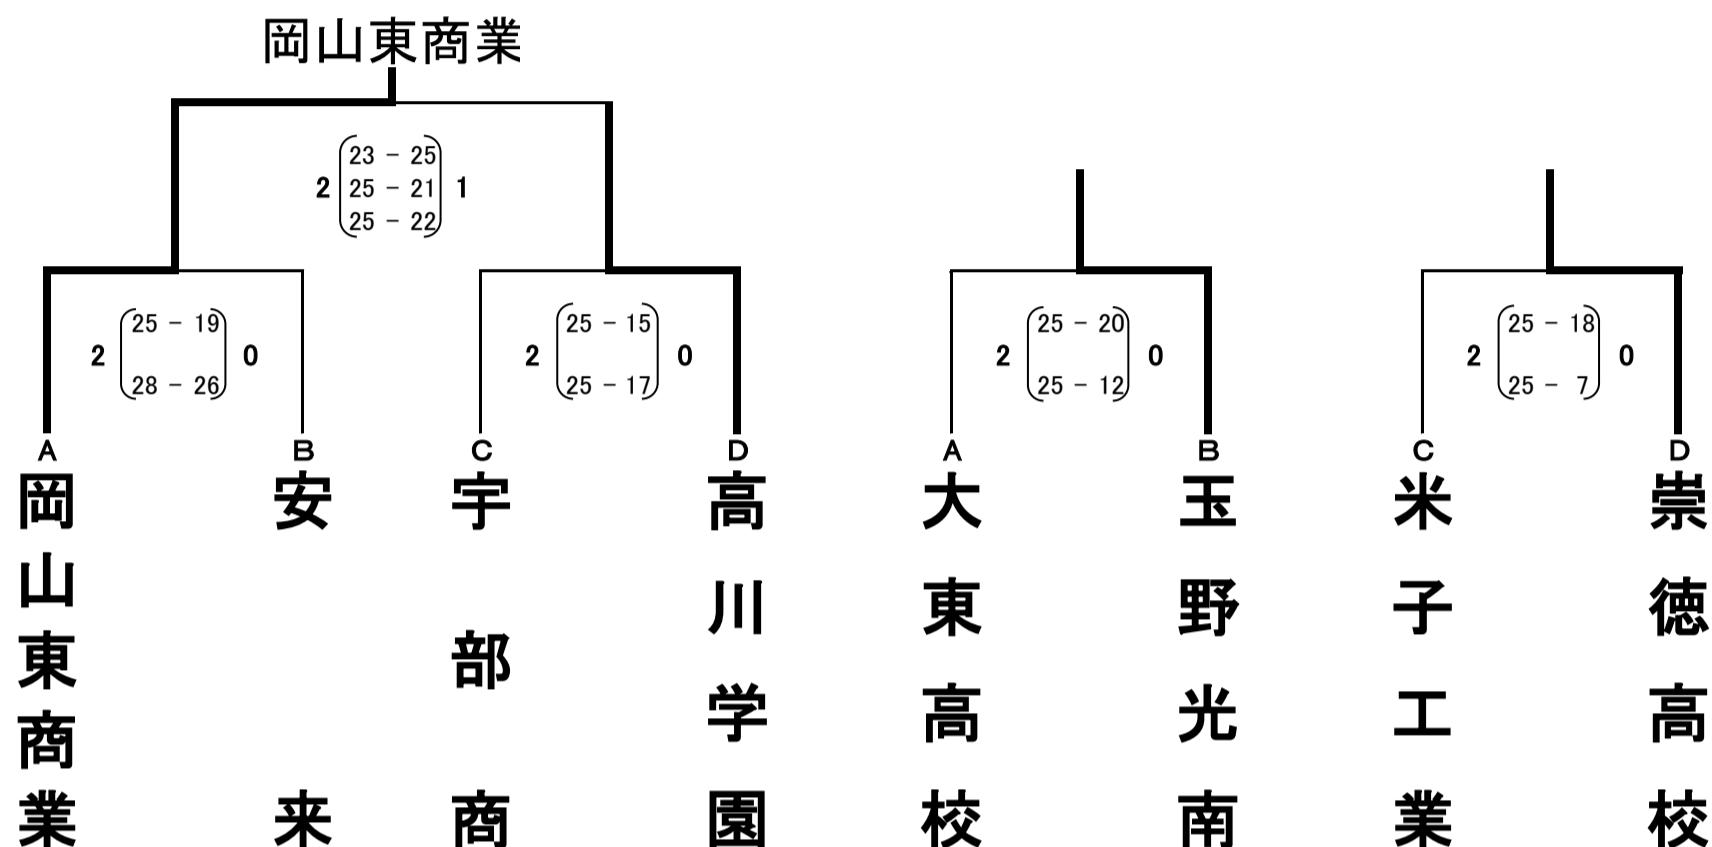 岡山東商業
23 － 25
2 25 － 21 1
25 － 22
25 － 19
2 0
28 － 26
25 － 15
2 0
25 － 17
25 － 20
2 0
25 － 12
25 － 18
2 0
25 － 7
A
B
C
D
A
B
C
D
岡山東商業
安来
宇部商
高川学園
大東高校
玉野光南
米子工業
崇徳高校